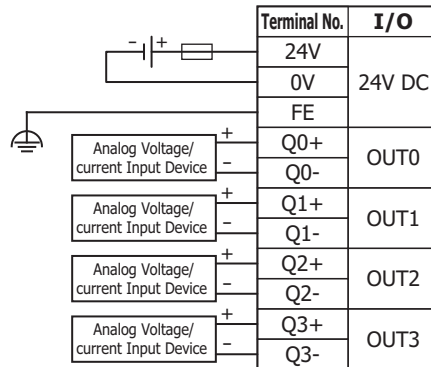 Terminal No. I/O
- + 24V
0V 24V DC
FE
Analog Voltage/
current Input Device
+ Q0+
- Q0-
OUT0
Analog Voltage/
current Input Device
+ Q1+
- Q1-
OUT1
Analog Voltage/
current Input Device
+ Q2+
- Q2-
OUT2
Analog Voltage/
current Input Device
+ Q3+
- Q3-
OUT3